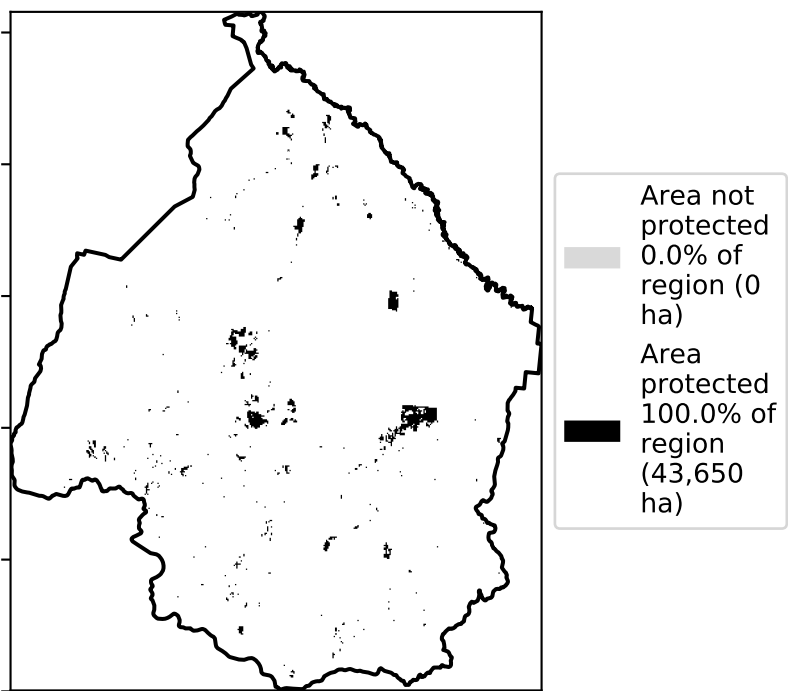 Area not
protected
0.0% of
region (0
ha)
Area
protected
100.0% of
region
(43,650
ha)